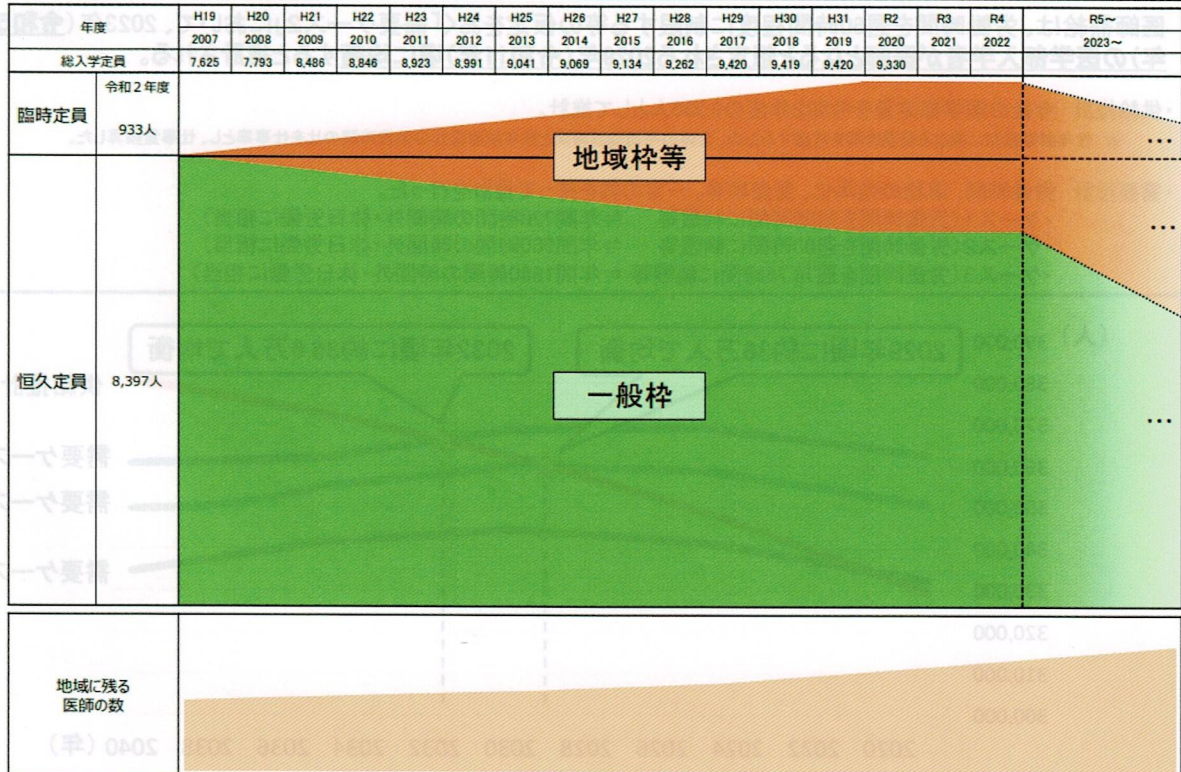 年度 H19 H20 H21 H22 H23 H24 H25 H26 H27 H28 H29 H30 H31 R2 R3 R4 R5～
2007 2008 2009 2010 2011 2012 2013 2014 2015 2016 2017 2018 2019 2020 2021 2022 2023～
総入学定員 7,625 7,793 8,486 8,846 8,923 8,991 9,041 9,069 9,134 9,262 9,420 9,419 9,420 9,330
令和２年度
臨時定員 933人
地域枠等
…
…
恒久定員 8,397人
一般枠
…
地域に残る
医師の数